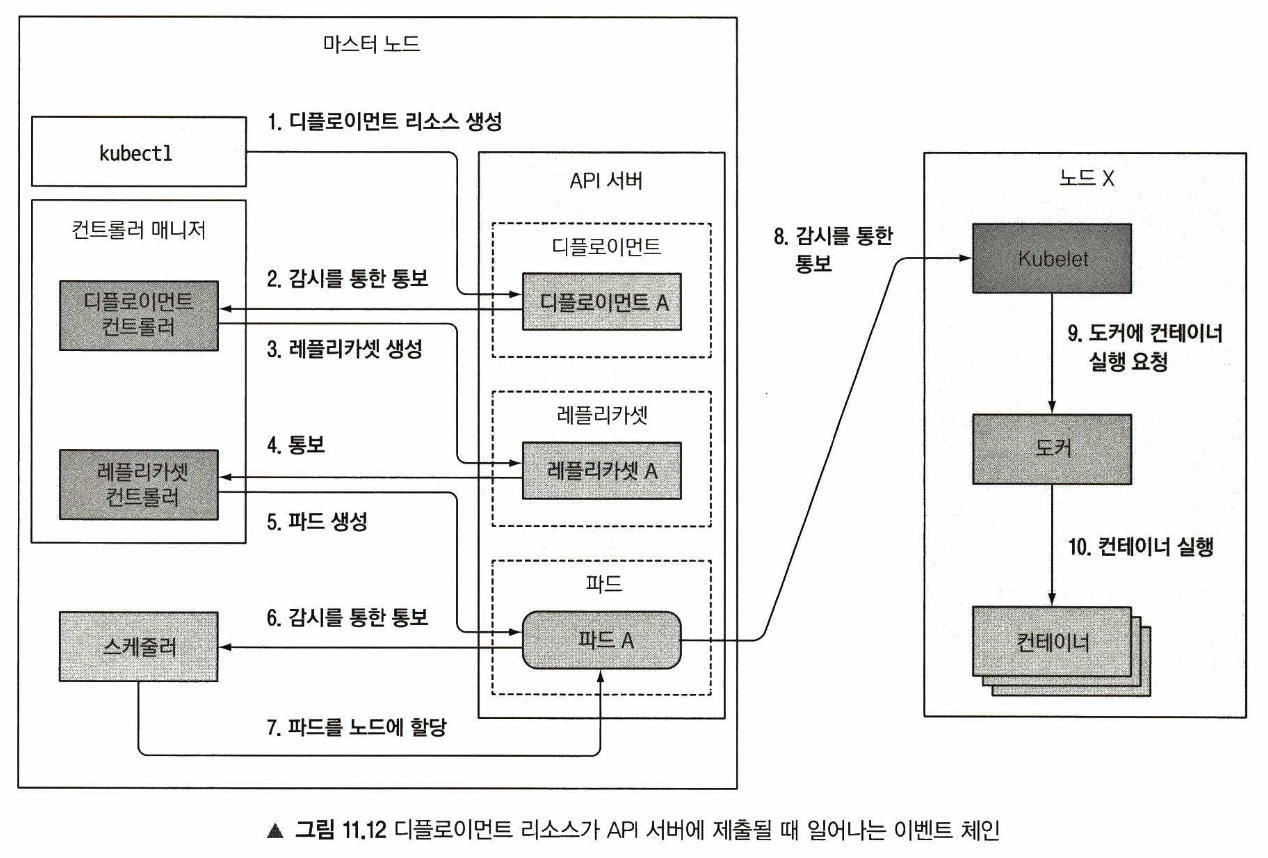 마스터 노드
1. 디플로이먼트 리소스 생성
kubectl
API 서버
컨트롤러 매니저
디플로이먼트
2. 감시를 통한 통보
디플로이먼트
컨트롤러
디플로이먼트 A
3. 레플리카셋 생성
레플리카셋
4. 통보
레플리카셋
컨트롤러
레플리카셋 A
5. 파드 생성
파드
6. 감시를 통한 통보
스케줄러
파드 A
7. 파드를 노드에 할당
8. 감시를 통한
통보
노드 X
Kubelet
9. 도커에 컨테이너
실행 요청
도커
10. 컨테이너 실행
컨테이너
▲ 그림 11.12 디플로이먼트 리소스가 API 서버에 제출될 때 일어나는 이벤트 체인